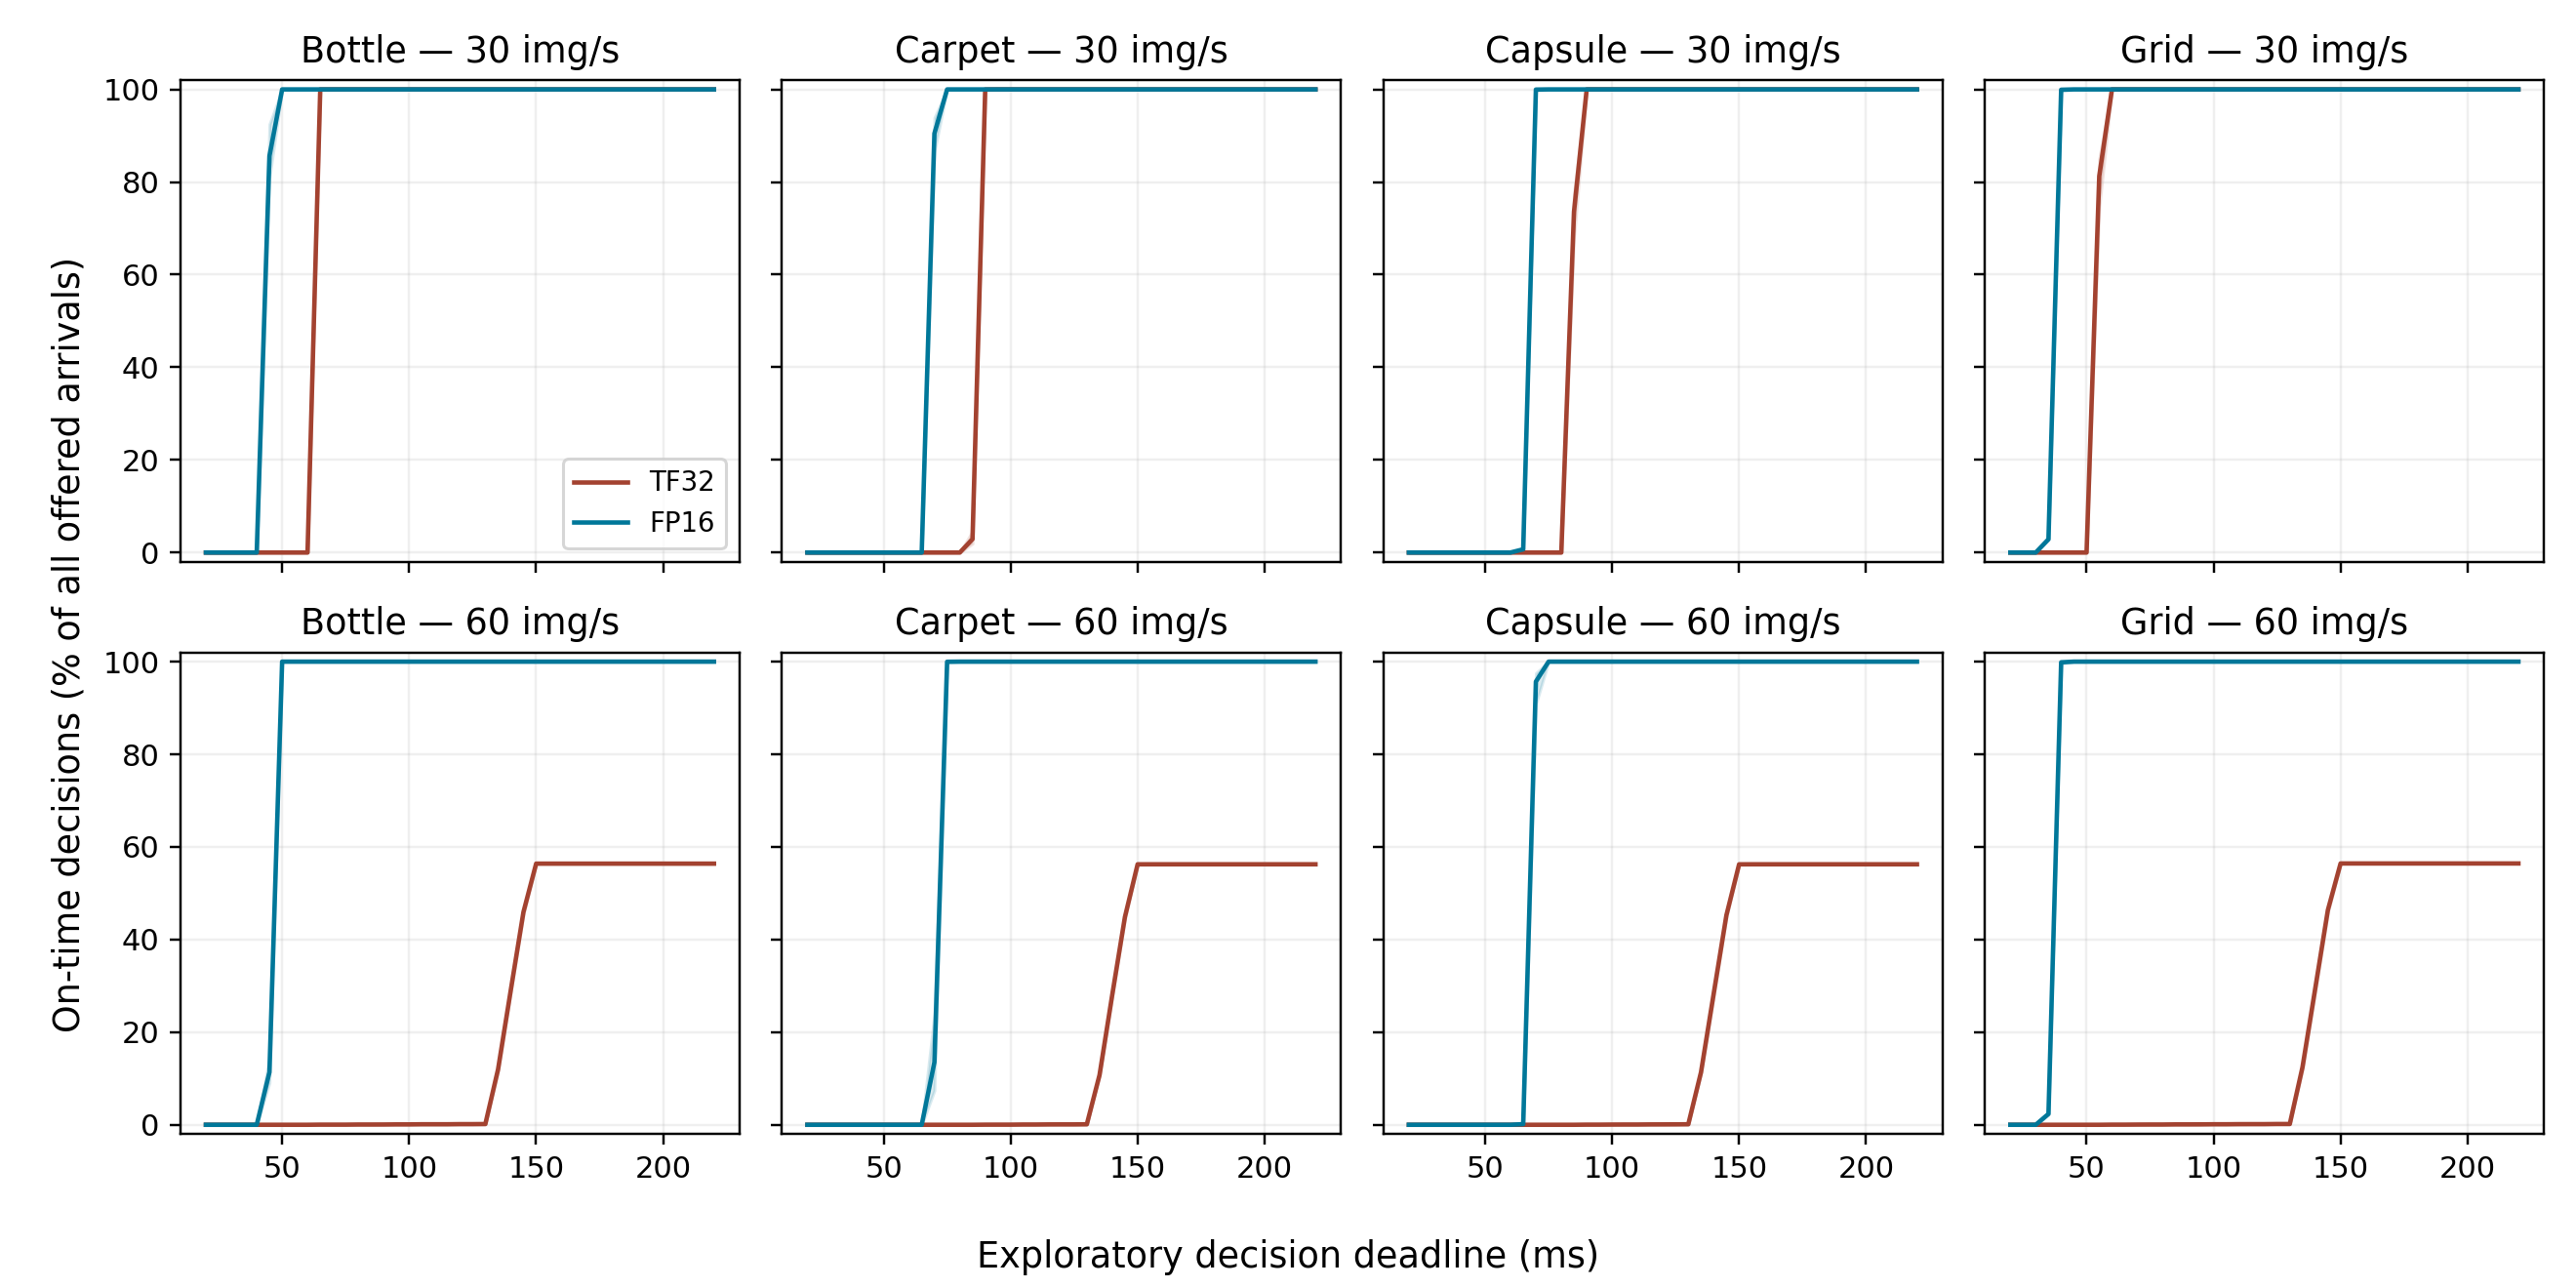 Bottle — 30 img/s
Carpet — 30 img/s
Capsule — 30 img/s
Grid — 30 img/s
100
80
60
40
20
0
TF32
FP16
On-time decisions (% of all offered arrivals)
Bottle — 60 img/s
Carpet — 60 img/s
Capsule — 60 img/s
Grid — 60 img/s
100
80
60
40
20
0
50 100 150 200
50 100 150 200
50 100 150 200
50 100 150 200
Exploratory decision deadline (ms)